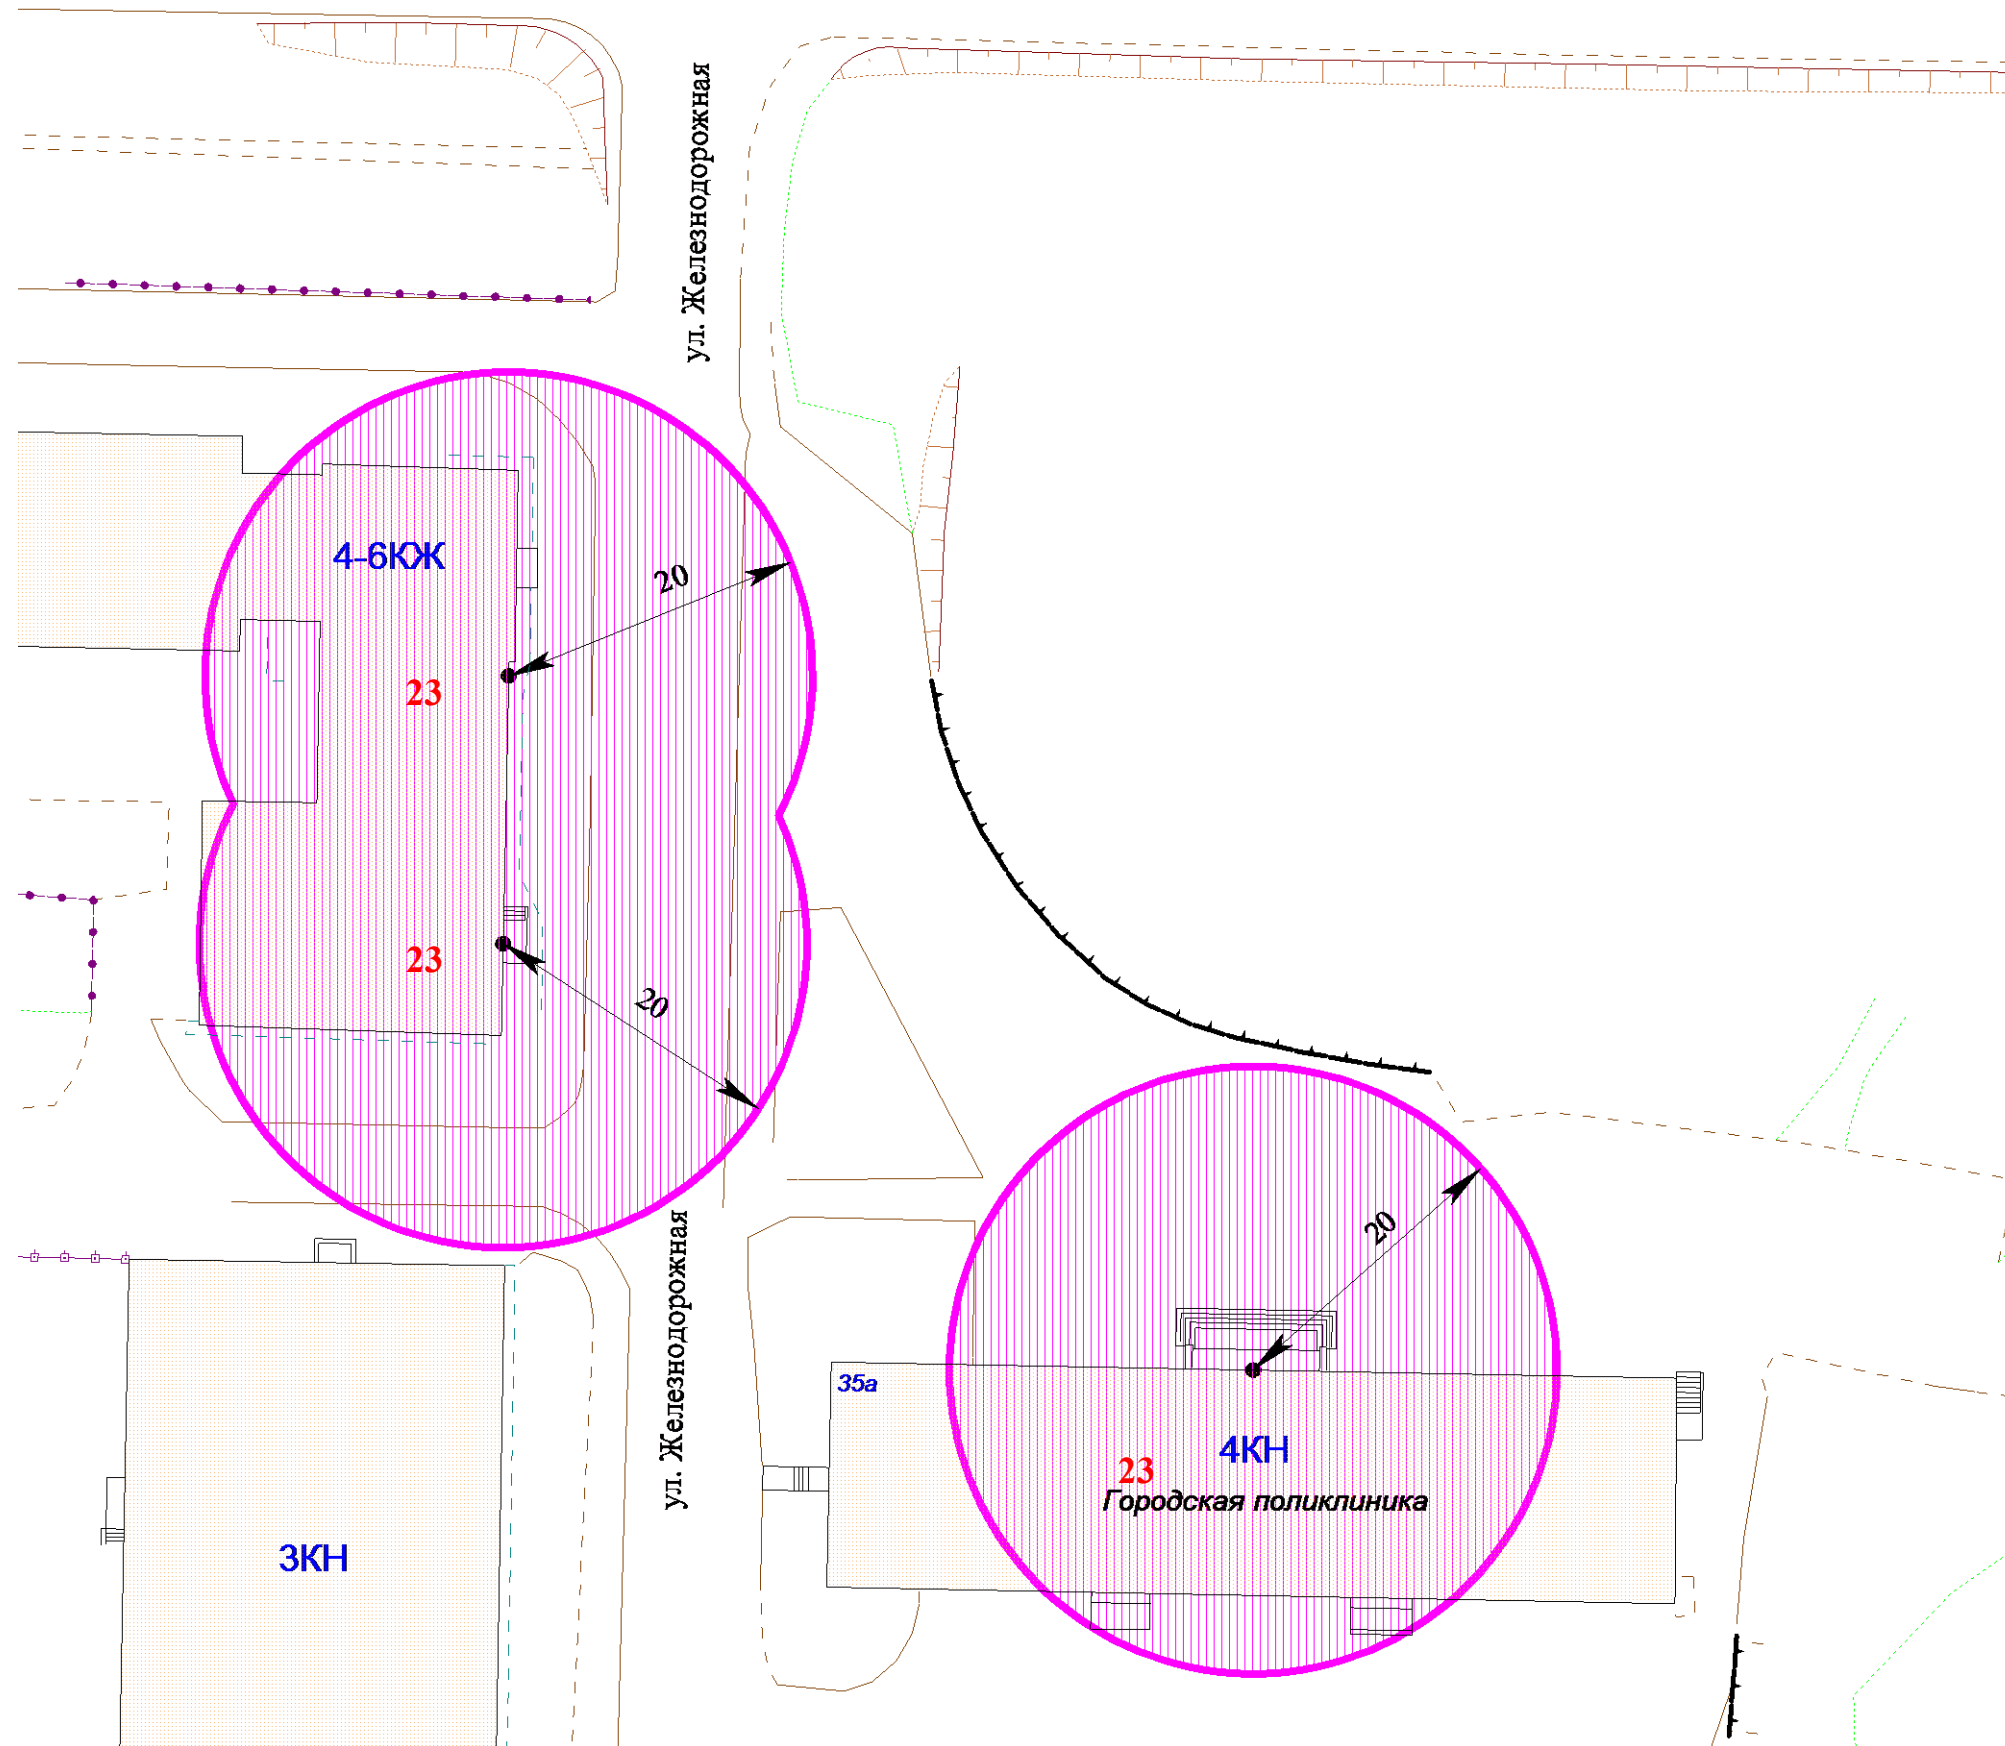 ул. Железнодорожная
4-6КЖ
20
23
23
20
ул. Железнодорожная
20
35а
4КН
23
Городская поликлиника
3КН